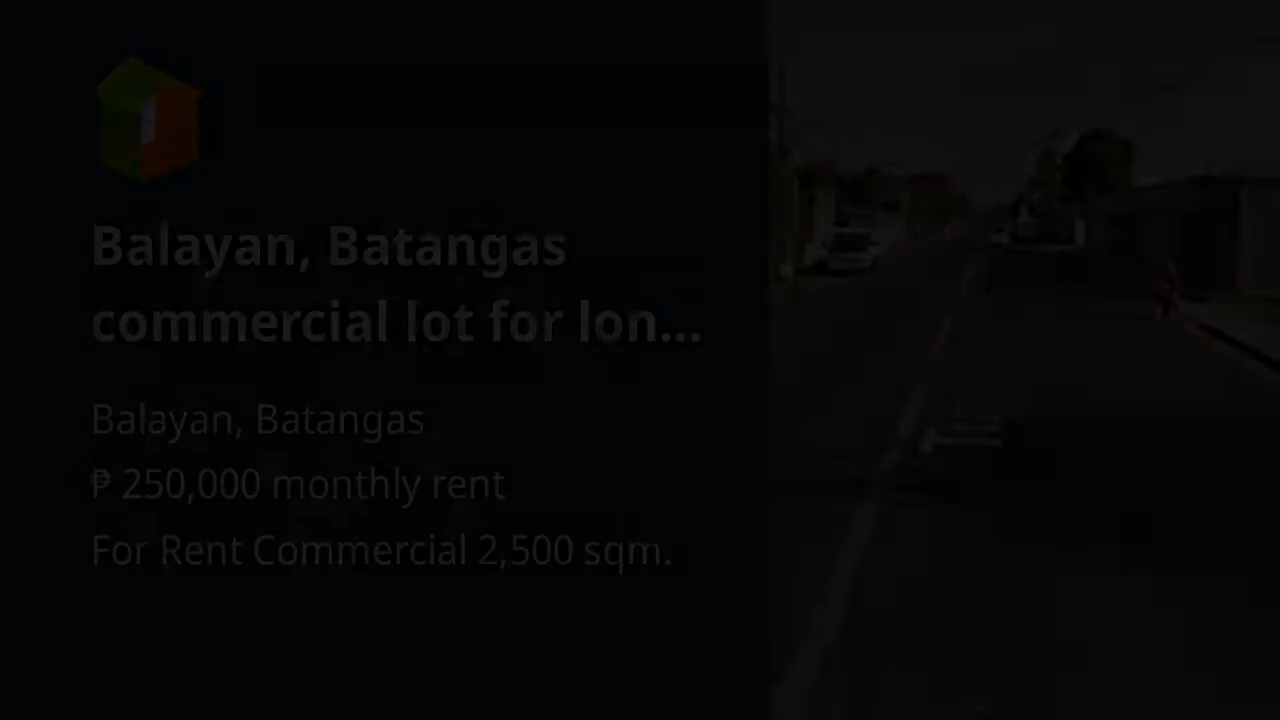 Balayan, Batangas
commercial lot for lon...
Balayan, Batangas
₱ 250,000 monthly rent
For Rent Commercial 2,500 sqm.